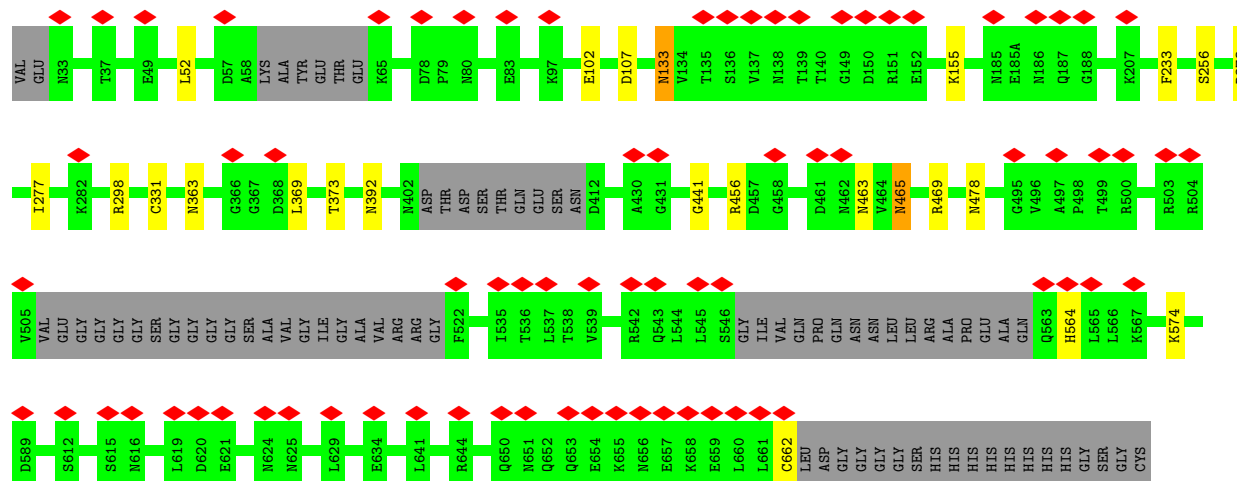 VAL GLU N33 T37 E49 L52 D57 A58 LYS ALA TYR GLU THR GLU K65 D78 P79 N80 E83 K97 E102 D107 N133 V134 T135 S136 V137 N138 T139 T140 G149 D150 R151 E152 K155 N185 E185A N186 Q187 G188 K207 F233 S256
I277 K282 R298 C331 N363 G366 G367 D368 L369 T373 N392 N402 ASP THR ASP SER THR GLN GLU SER ASN D412 A430 G431 G441 R456 D457 G458 D461 N462 N463 V464 N465 R469 N478 G495 V496 A497 P498 T499 R500 R503 R504
V505 VAL GLU GLY GLY GLY GLY SER GLY GLY GLY GLY SER ALA VAL GLY ILE GLY ALA VAL ARG ARG GLY F522 I535 T536 L537 T538 V539 R542 Q543 L544 L545 S546 GLY ILE VAL GLN PRO GLN ASN ASN LEU LEU ARG ALA PRO GLU ALA GLN Q563 H564 L565 L566 K567 K574
D589 S612 S615 N616 L619 D620 E621 N624 N625 L629 E634 L641 R644 Q650 N651 Q652 Q653 E654 K655 N656 E657 K658 E659 L660 L661 C662 LEU ASP GLY GLY GLY GLY SER HIS HIS HIS HIS HIS HIS HIS GLY SER GLY CYS